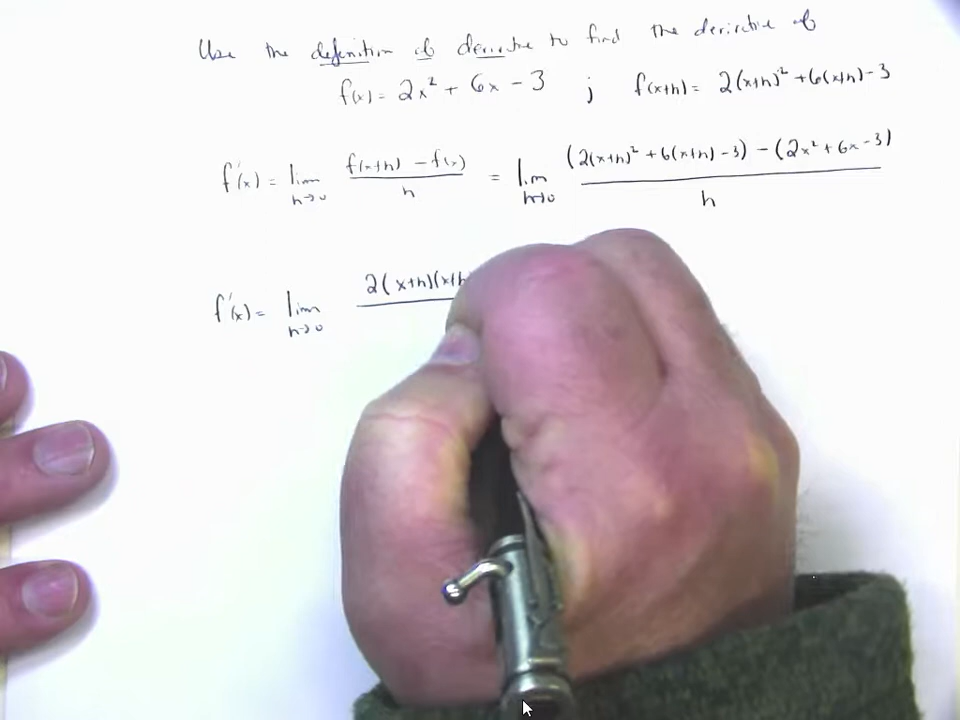 Use the definition of derivative to find the derivative of
f(x) = 2x² + 6x - 3 ; f(x+h) = 2(x+h)² + 6(x+h) - 3
f'(x) = lim h→0 f(x+h) - f(x) / h = lim h→0 (2(x+h)² + 6(x+h) - 3) - (2x² + 6x - 3) / h
f'(x) = lim h→0 2(x+h)(x+h